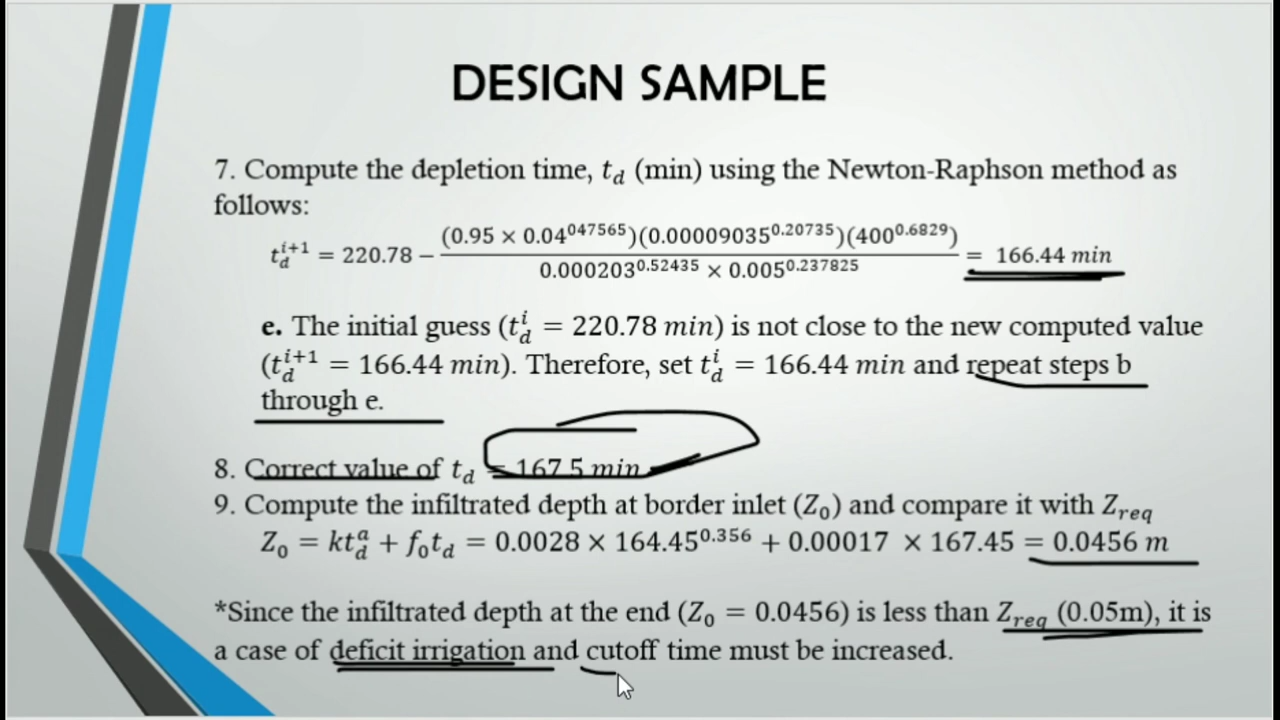 DESIGN SAMPLE
7. Compute the depletion time, t_d (min) using the Newton-Raphson method as
follows:
t_d^{i+1} = 220.78 − \frac{(0.95 × 0.04^{047565})(0.00009035^{0.20735})(400^{0.6829})}{0.000203^{0.52435} × 0.005^{0.237825}} = 166.44 min
e. The initial guess (t_d^i = 220.78 min) is not close to the new computed value
(t_d^{i+1} = 166.44 min). Therefore, set t_d^i = 166.44 min and repeat steps b
through e.
8. Correct value of t_d = 167.5 min
9. Compute the infiltrated depth at border inlet (Z_0) and compare it with Z_{req}
Z_0 = kt_d^a + f_0t_d = 0.0028 × 164.45^{0.356} + 0.00017 × 167.45 = 0.0456 m
*Since the infiltrated depth at the end (Z_0 = 0.0456) is less than Z_{req} (0.05m), it is
a case of deficit irrigation and cutoff time must be increased.